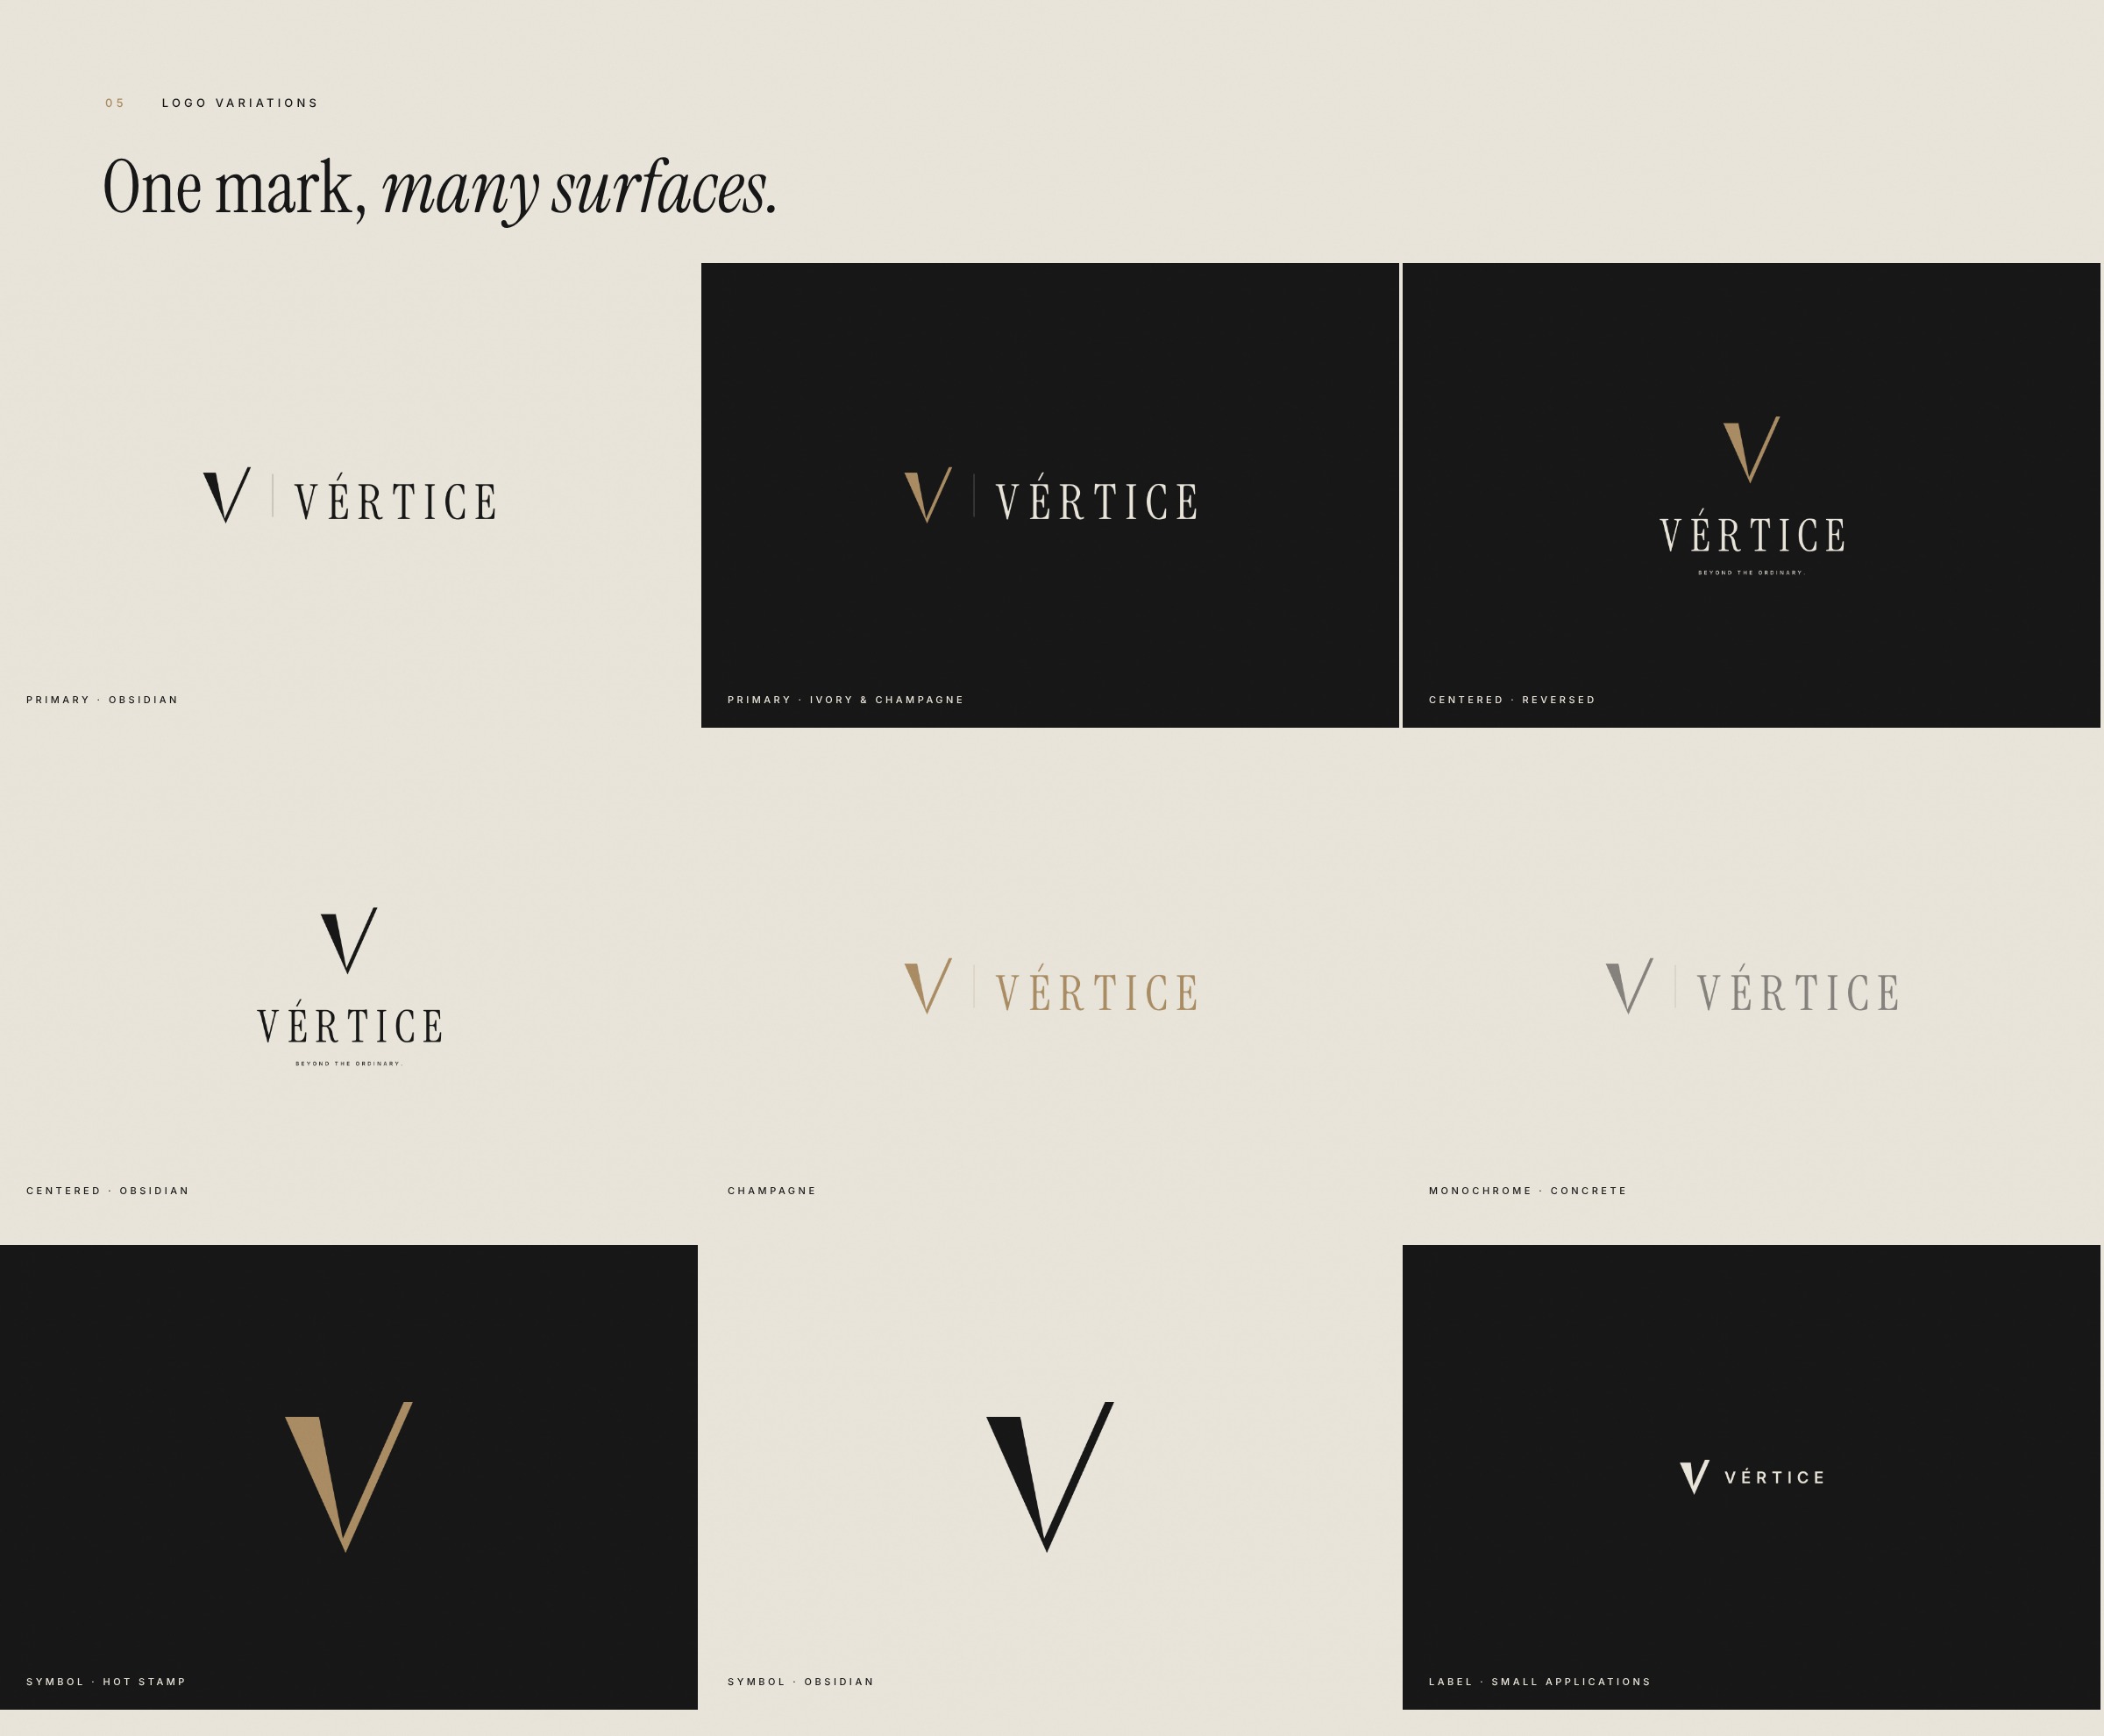 05 LOGO VARIATIONS
One mark, many surfaces.
VÉRTICE
PRIMARY · OBSIDIAN
VÉRTICE
PRIMARY · IVORY & CHAMPAGNE
VÉRTICE
BEYOND THE ORDINARY.
CENTERED · REVERSED
VÉRTICE
BEYOND THE ORDINARY.
CENTERED · OBSIDIAN
VÉRTICE
CHAMPAGNE
VÉRTICE
MONOCHROME · CONCRETE
SYMBOL · HOT STAMP
SYMBOL · OBSIDIAN
VÉRTICE
LABEL · SMALL APPLICATIONS